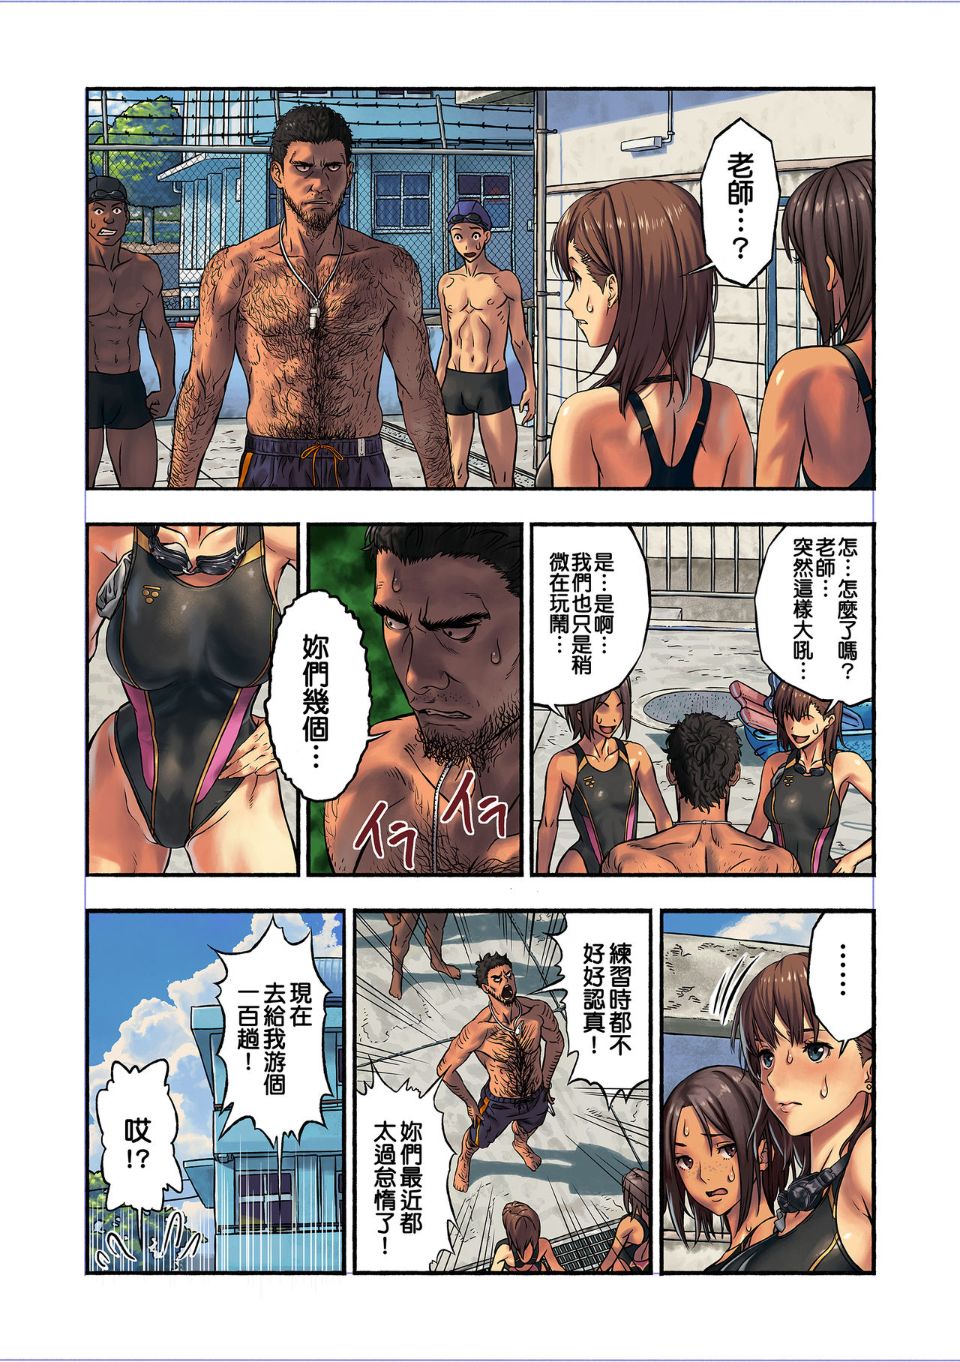 老師…?
怎…怎麼了嗎?
老師…
突然這樣大吼…
是…是啊…
我們也只是稍
微在玩鬧…
妳們幾個…
イラ
イラ
……
練習時都不
好好認真!
妳們最近都
太過怠惰了!
現在
去給我游個
一百趟!
哎!?